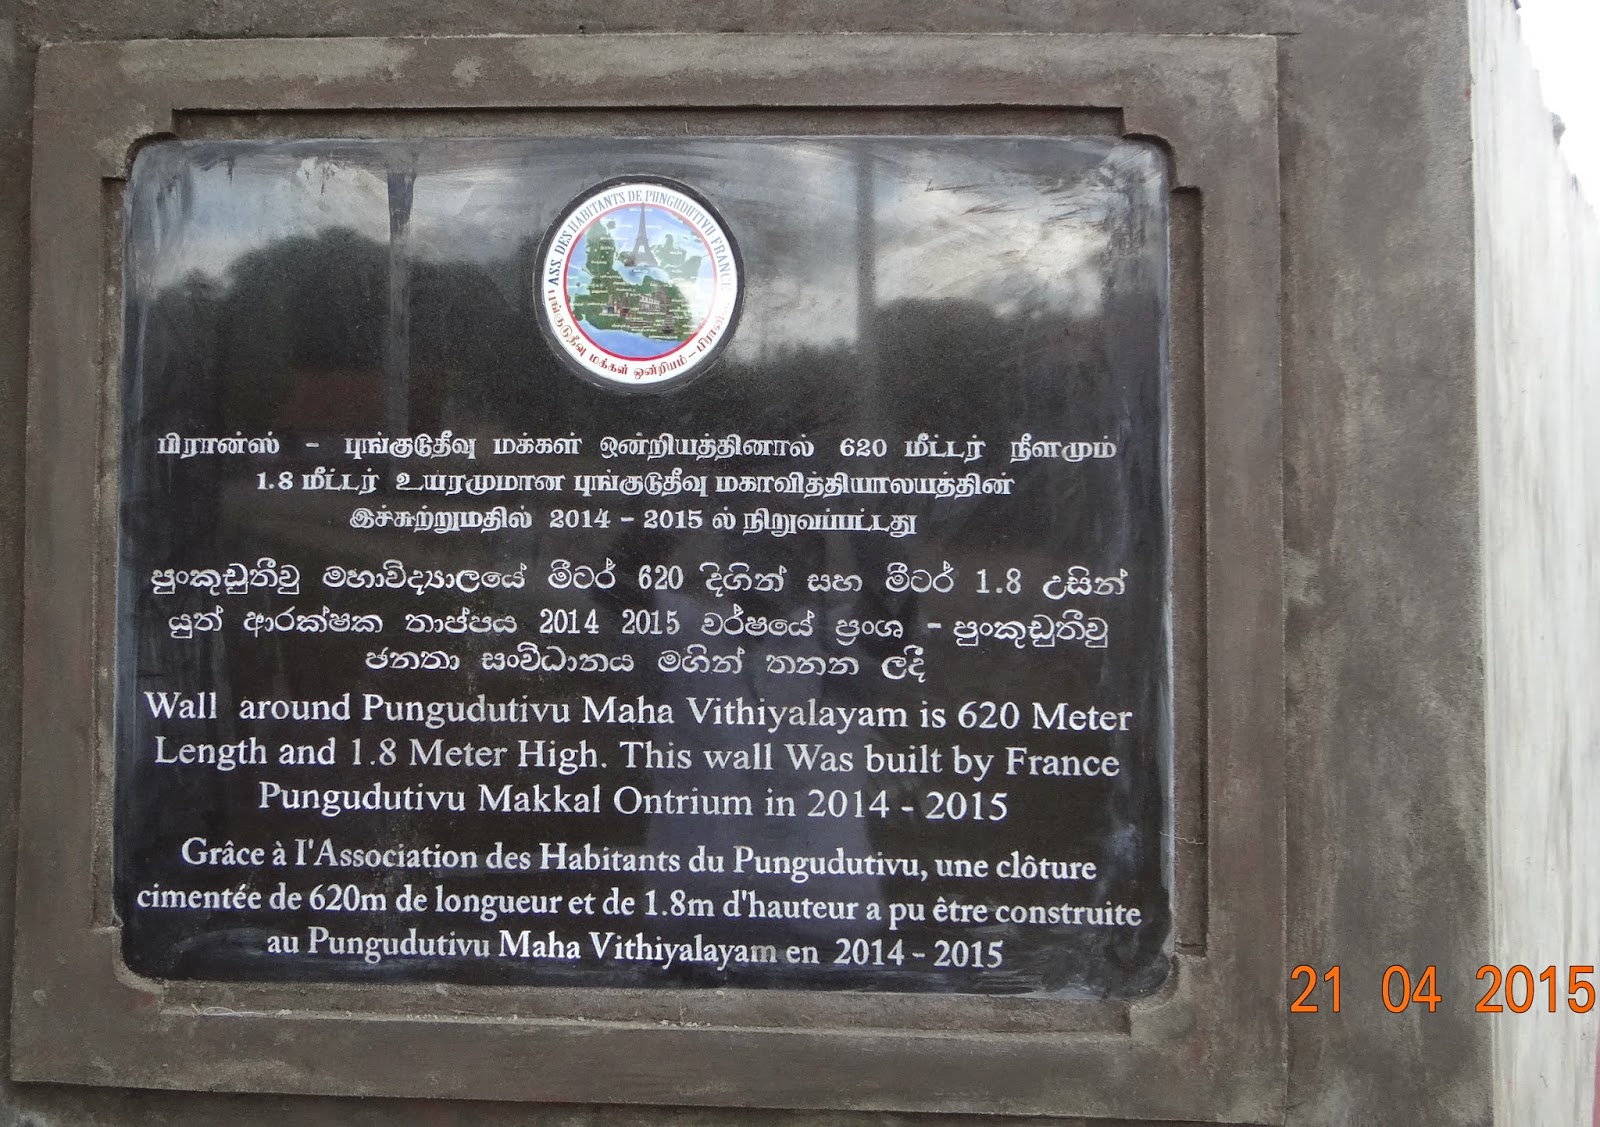 ASS. DES HABITANTS DE PUNGUDUTIVU FRANCE
புங்குடுதீவு மக்கள் ஒன்றியம் - பிரான்ஸ்
பிரான்ஸ் - புங்குடுதீவு மக்கள் ஒன்றியத்தினால் 620 மீட்டர் நீளமும்
1.8 மீட்டர் உயரமுமான புங்குடுதீவு மகாவித்தியாலயத்தின்
இச்சுற்றுமதில் 2014 - 2015 ல் நிறுவப்பட்டது
පුංකුඩුතීවු මහාවිද්‍යාලයේ මීටර් 620 දිගින් සහ මීටර් 1.8 උසින්
යුත් ආරක්ෂක තාප්පය 2014 2015 වර්ෂයේ ප්‍රංශ - පුංකුඩුතීවු
ජනතා සංවිධානය මගින් තනන ලදී
Wall around Pungudutivu Maha Vithiyalayam is 620 Meter
Length and 1.8 Meter High. This wall Was built by France
Pungudutivu Makkal Ontrium in 2014 - 2015
Grâce à I'Association des Habitants du Pungudutivu, une clôture
cimentée de 620m de longueur et de 1.8m d'hauteur a pu être construite
au Pungudutivu Maha Vithiyalayam en 2014 - 2015
21 04 2015